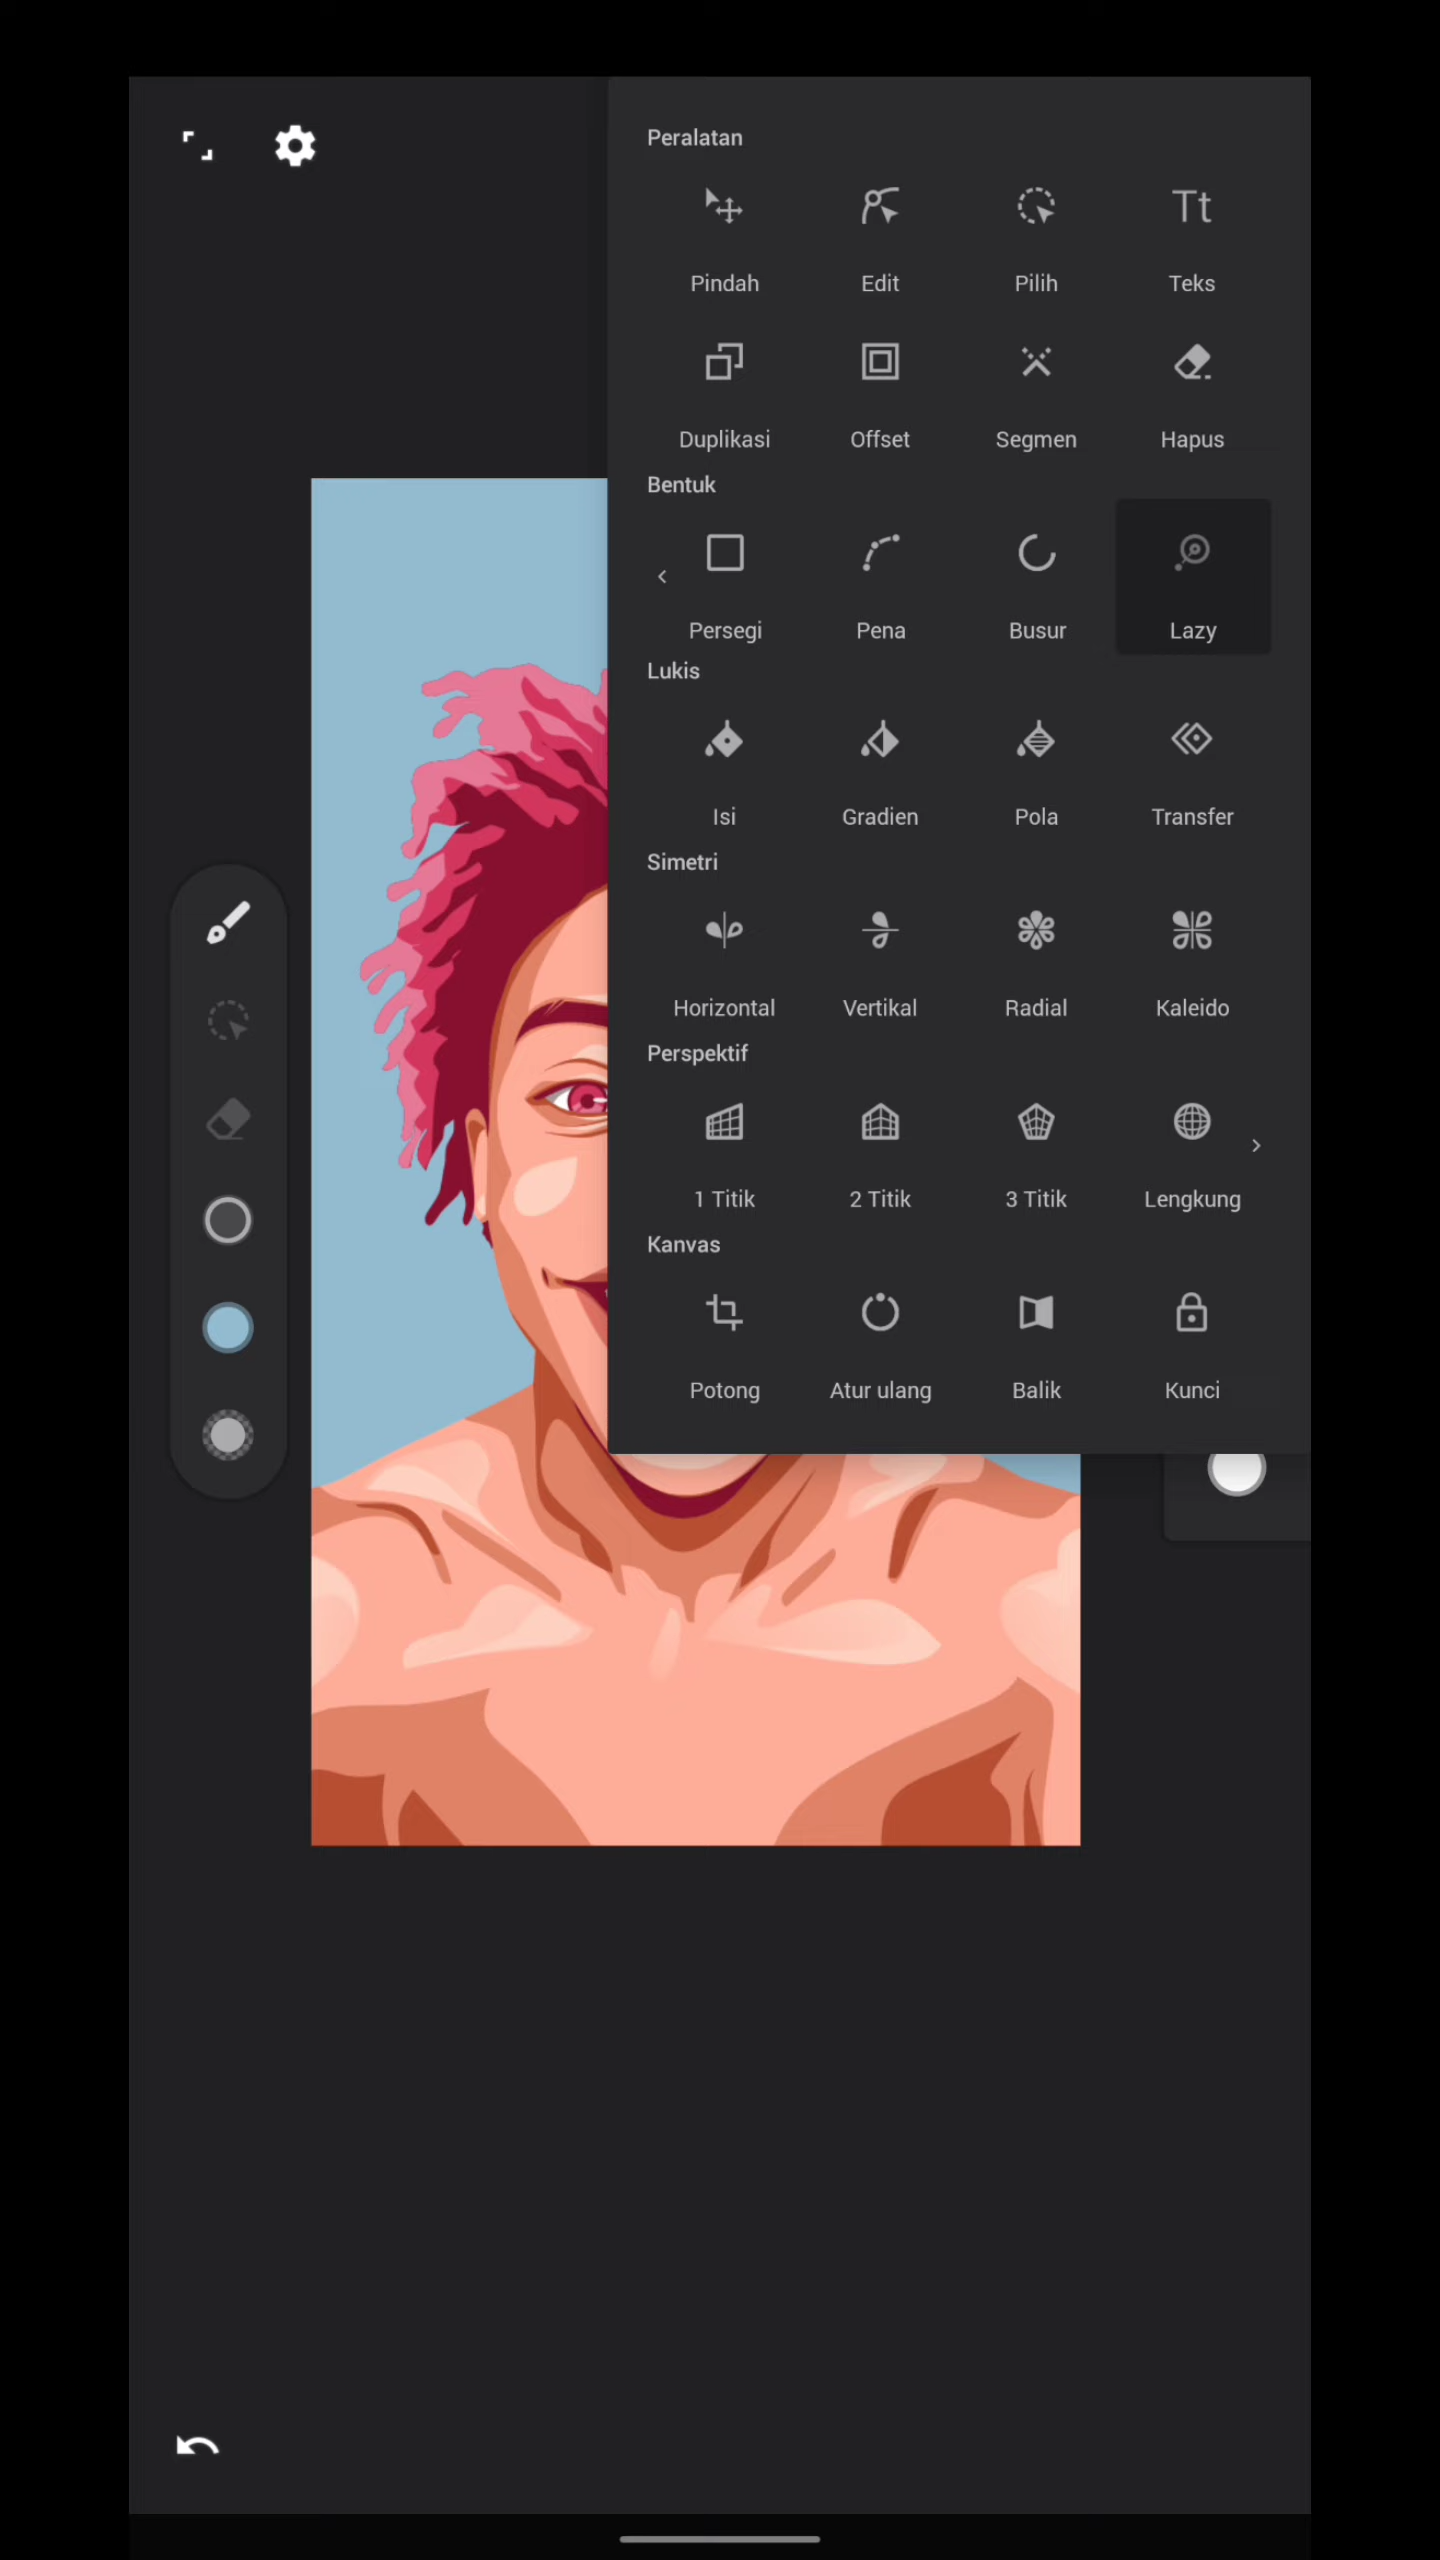 Peralatan
Pindah Edit Pilih Teks
Duplikasi Offset Segmen Hapus
Bentuk
Persegi Pena Busur Lazy
Lukis
Isi Gradien Pola Transfer
Simetri
Horizontal Vertikal Radial Kaleido
Perspektif
1 Titik 2 Titik 3 Titik Lengkung
Kanvas
Potong Atur ulang Balik Kunci